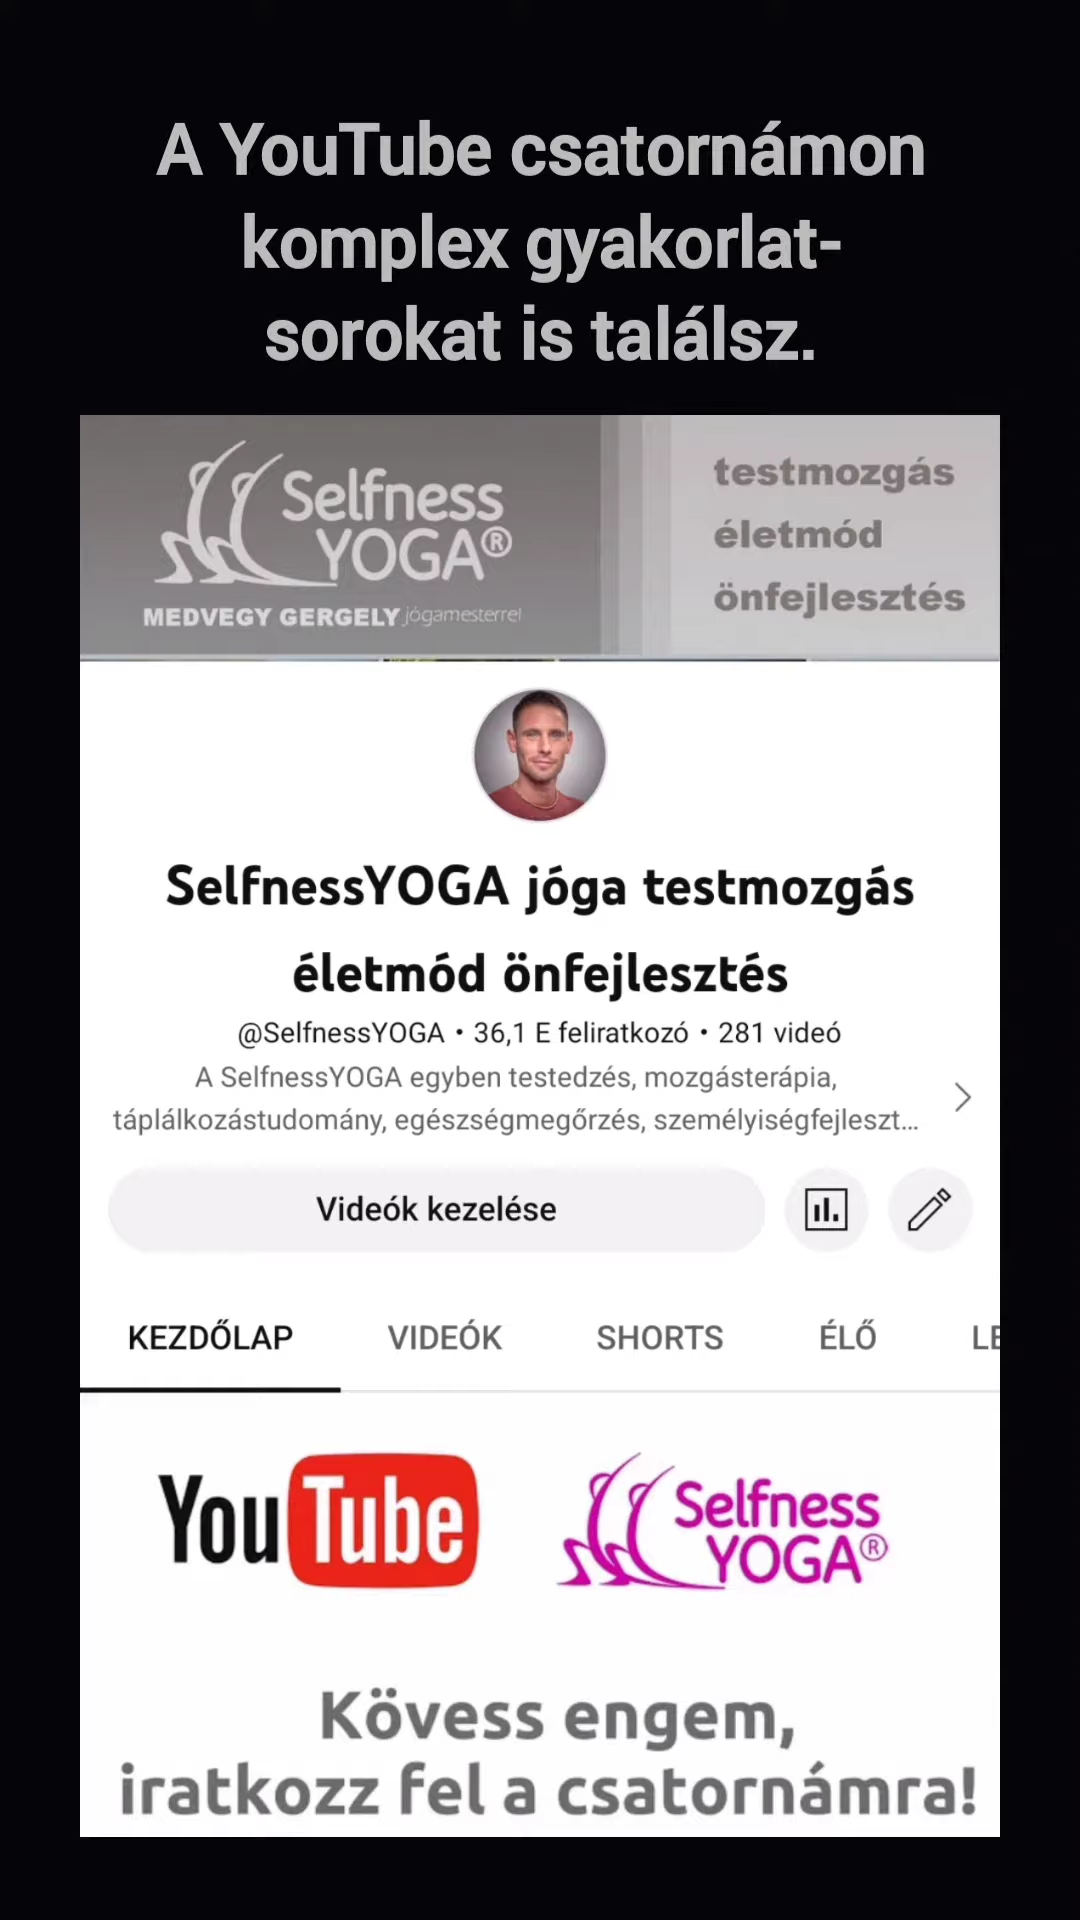 A YouTube csatornámon
komplex gyakorlat-
sorokat is találsz.
Selfness
YOGA®
MEDVEGY GERGELY jógamesterrel
testmozgás
életmód
önfejlesztés
SelfnessYOGA jóga testmozgás
életmód önfejlesztés
@SelfnessYOGA • 36,1 E feliratkozó • 281 videó
A SelfnessYOGA egyben testedzés, mozgásterápia,
táplálkozástudomány, egészségmegőrzés, személyiségfejleszt...
Videók kezelése
KEZDŐLAP VIDEÓK SHORTS ÉLŐ LE
YouTube
Selfness
YOGA®
Kövess engem,
iratkozz fel a csatornámra!